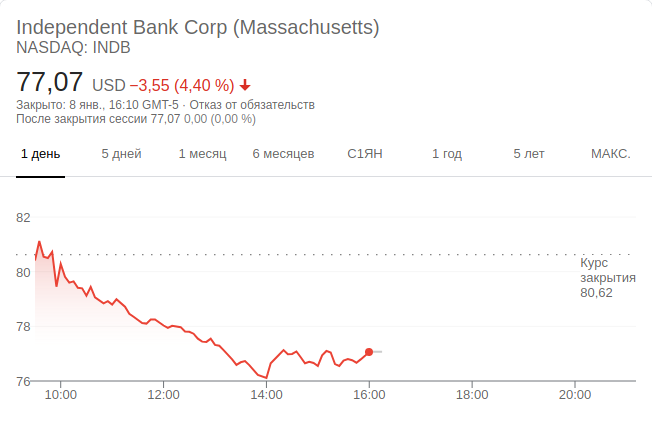 Independent Bank Corp (Massachusetts)
NASDAQ: INDB
77,07 USD −3,55 (4,40 %)
Закрыто: 8 янв., 16:10 GMT-5 · Отказ от обязательств
После закрытия сессии 77,07 0,00 (0,00 %)
1 день 5 дней 1 месяц 6 месяцев С1ЯН 1 год 5 лет МАКС.
82
Курс
закрытия
80,62
80
78
76
10:00 12:00 14:00 16:00 18:00 20:00